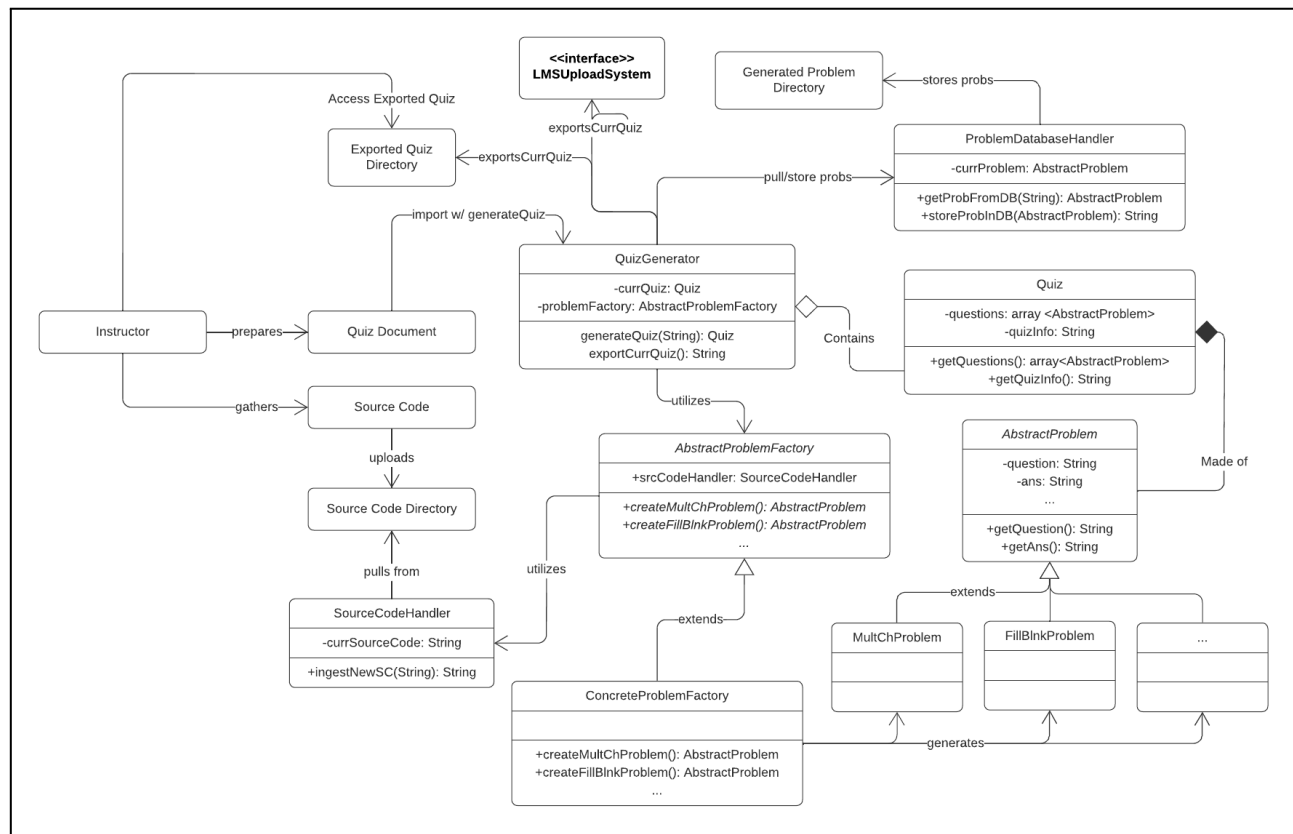 <<interface>>
LMSUploadSystem
Generated Problem
Directory
stores probs
Access Exported Quiz
exportsCurrQuiz
Exported Quiz
Directory
exportsCurrQuiz
ProblemDatabaseHandler
-currProblem: AbstractProblem
+getProbFromDB(String): AbstractProblem
+storeProbInDB(AbstractProblem): String
pull/store probs
import w/ generateQuiz
QuizGenerator
-currQuiz: Quiz
-problemFactory: AbstractProblemFactory
generateQuiz(String): Quiz
exportCurrQuiz(): String
Quiz
-questions: array <AbstractProblem>
-quizInfo: String
+getQuestions(): array<AbstractProblem>
+getQuizInfo(): String
Contains
Instructor
prepares
Quiz Document
gathers
Source Code
uploads
Source Code Directory
pulls from
utilizes
AbstractProblemFactory
+srcCodeHandler: SourceCodeHandler
+createMultChProblem(): AbstractProblem
+createFillBlnkProblem(): AbstractProblem
...
AbstractProblem
-question: String
-ans: String
...
+getQuestion(): String
+getAns(): String
Made of
utilizes
SourceCodeHandler
-currSourceCode: String
+ingestNewSC(String): String
extends
extends
MultChProblem
FillBlnkProblem
...
ConcreteProblemFactory
+createMultChProblem(): AbstractProblem
+createFillBlnkProblem(): AbstractProblem
...
generates